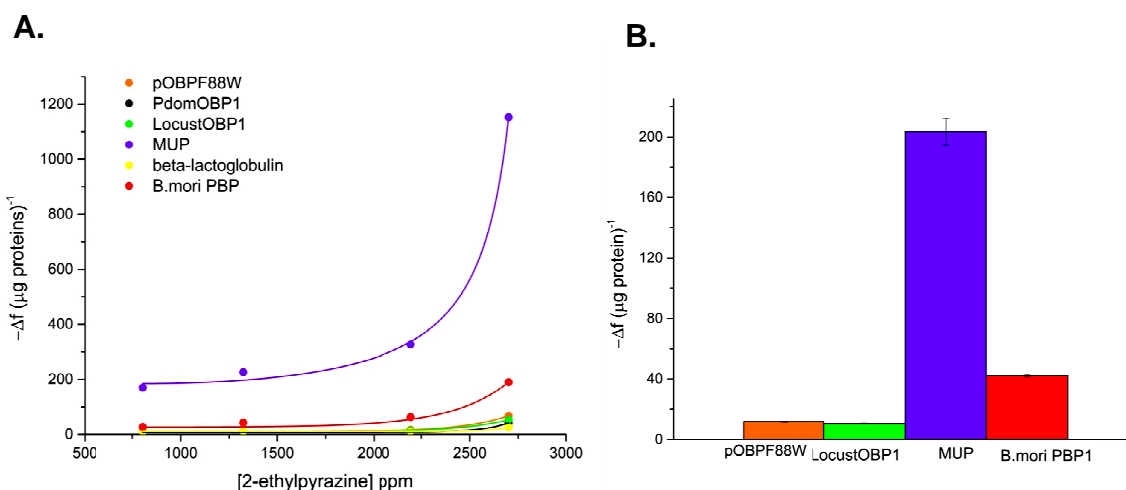 A.
pOBPF88W
PdomOBP1
LocustOBP1
MUP
beta-lactoglobulin
B.mori PBP
−Δf (μg proteins)-1
1200
1000
800
600
400
200
0
500
1000
1500
2000
2500
3000
[2-ethylpyrazine] ppm
B.
−Δf (μg protein)-1
200
160
120
80
40
0
pOBPF88W
LocustOBP1
MUP
B.mori PBP1